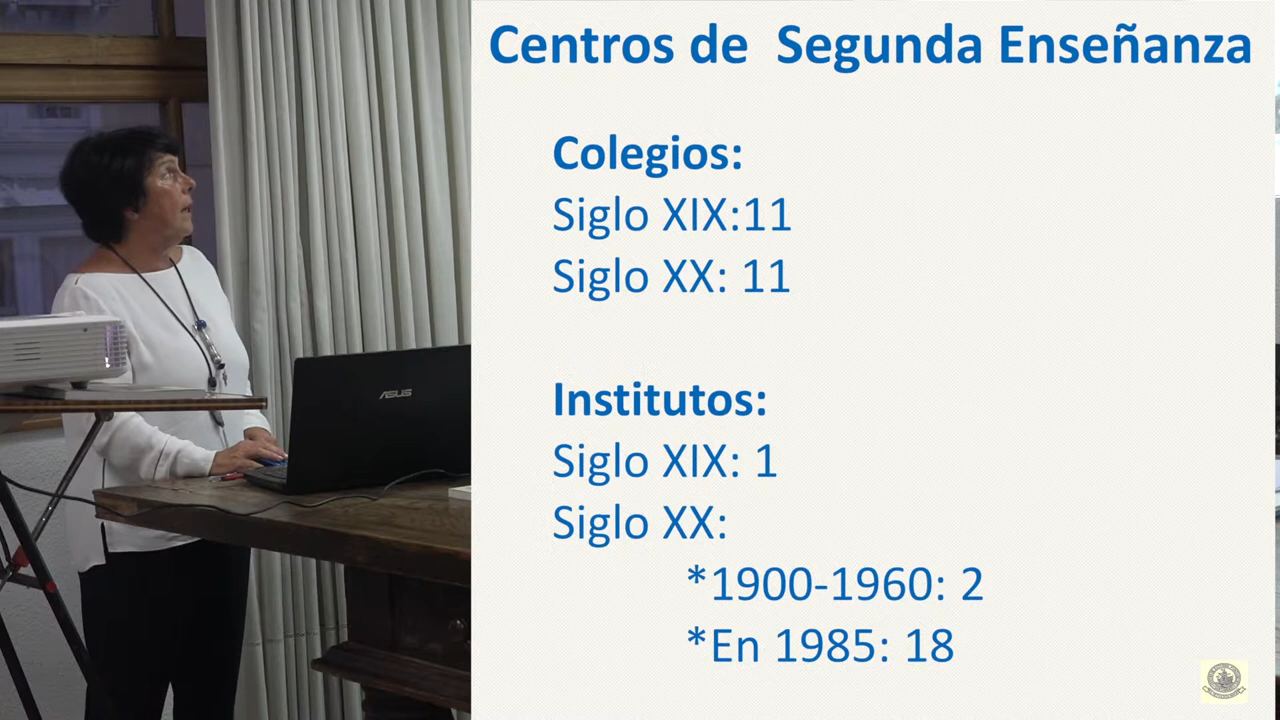 Centros de Segunda Enseñanza
Colegios:
Siglo XIX:11
Siglo XX: 11
Institutos:
Siglo XIX: 1
Siglo XX:
*1900-1960: 2
*En 1985: 18
ASUS